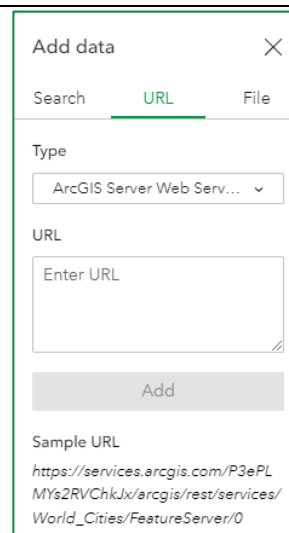 Add data
Search URL File
Type
ArcGIS Server Web Serv...
URL
Enter URL
Add
Sample URL
https://services.arcgis.com/P3ePL
MYs2RVChkJx/arcgis/rest/services/
World_Cities/FeatureServer/0